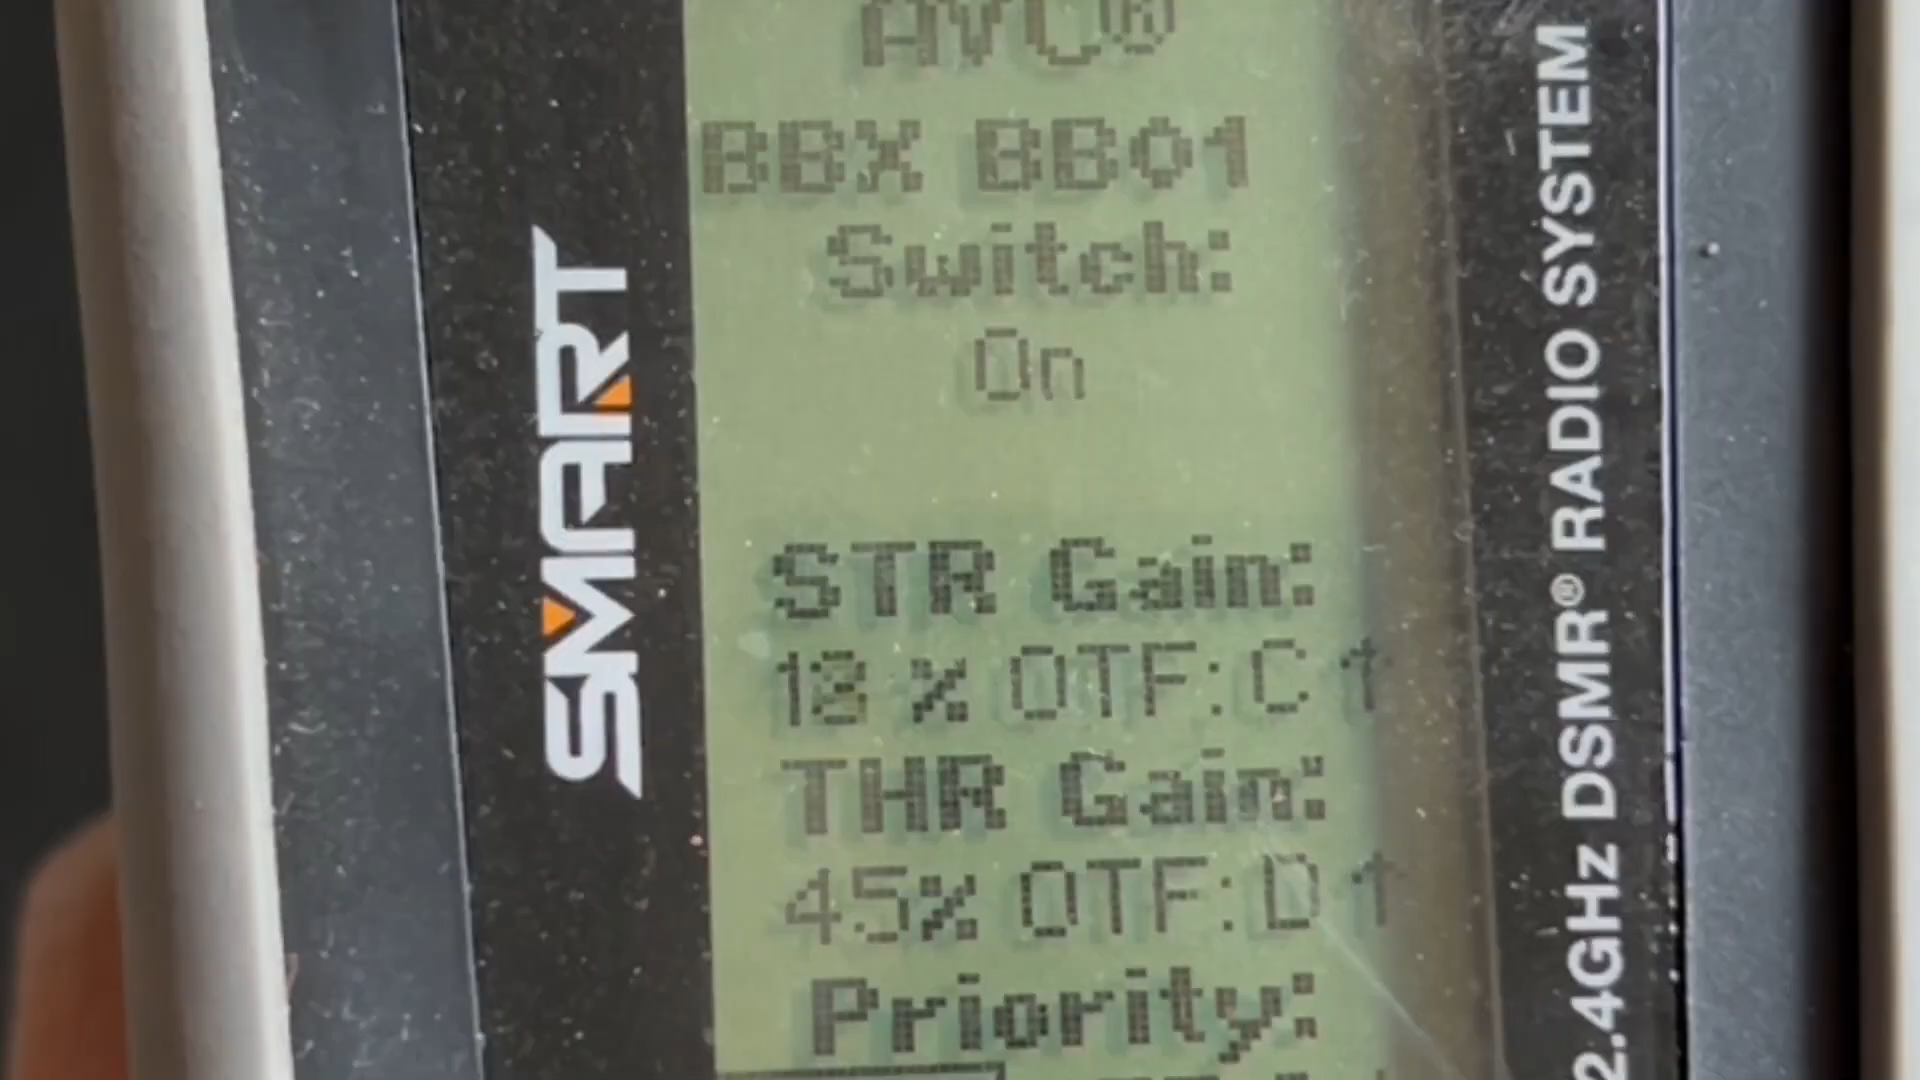 AVC®
BBX BB01
Switch:
On
STR Gain:
% OTF:C
THR Gain:
45% OTF:D
Priority:
SMART
2.4GHz DSMR® RADIO SYSTEM